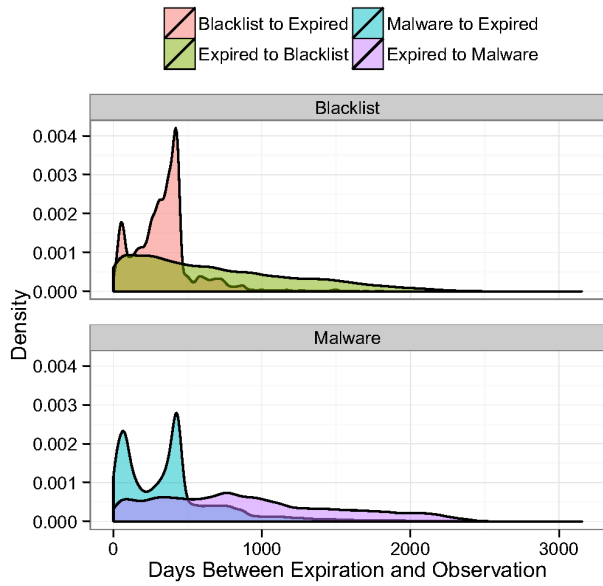 Blacklist to Expired
Malware to Expired
Expired to Blacklist
Expired to Malware
Blacklist
0.004
0.003
0.002
0.001
0.000
Density
Malware
0.004
0.003
0.002
0.001
0.000
0
1000
2000
3000
Days Between Expiration and Observation